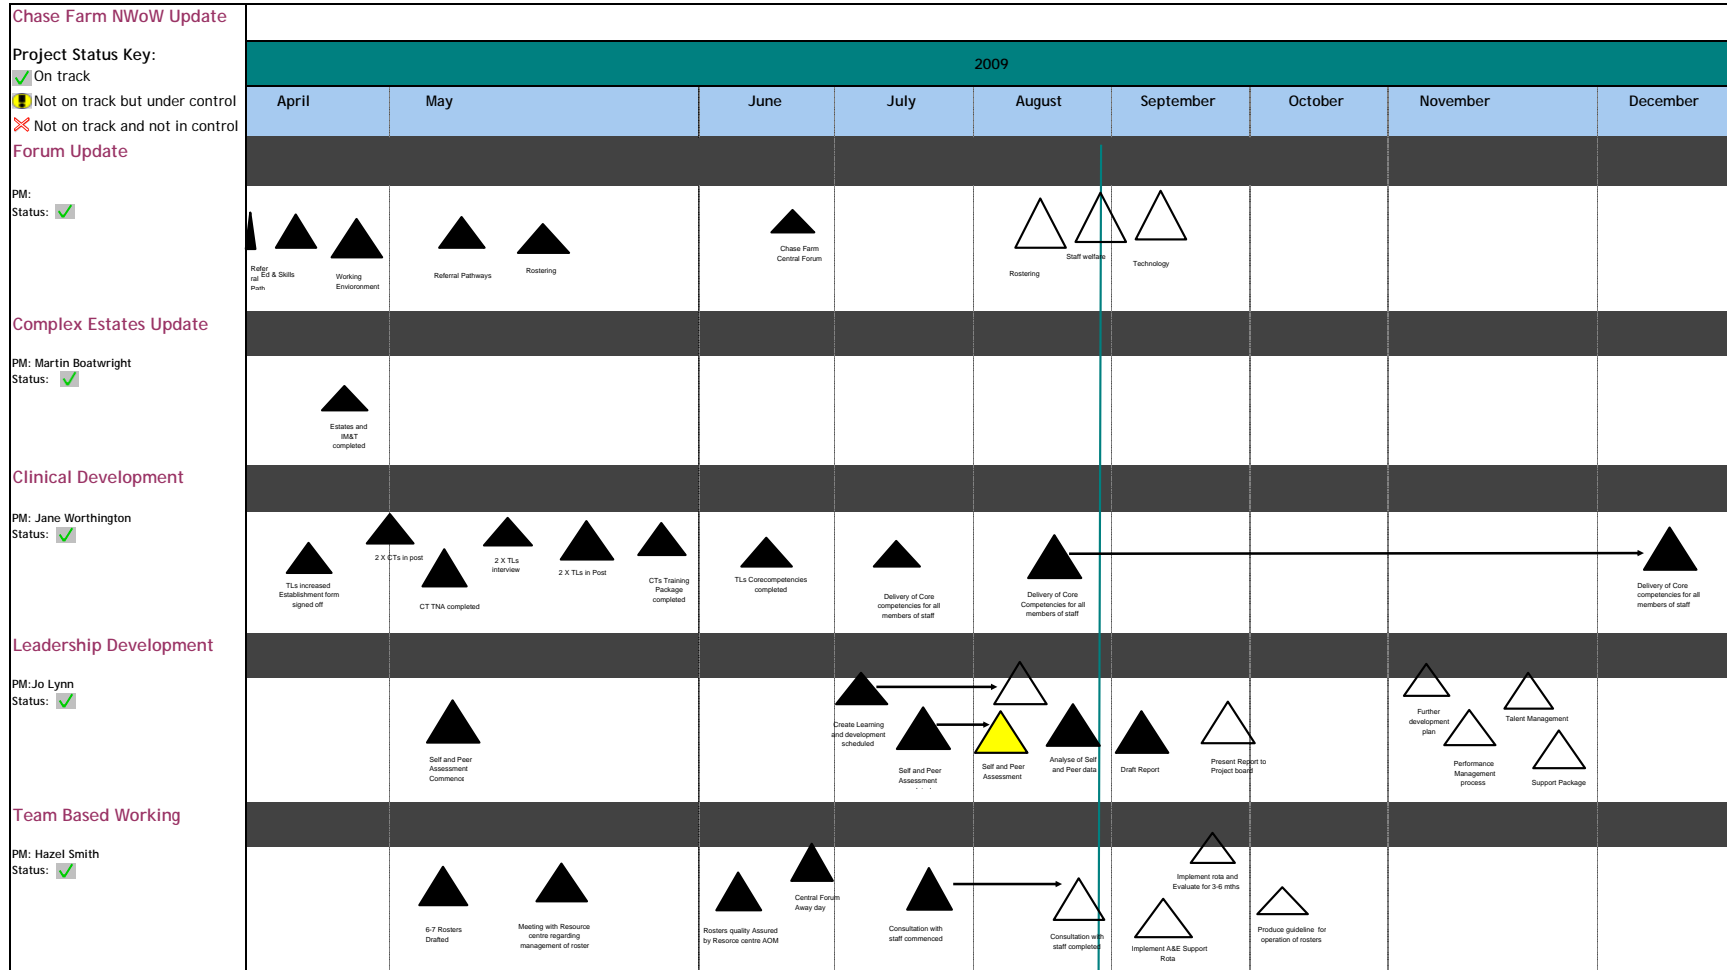 Chase Farm NWoW Update
Project Status Key:
On track
Not on track but under control
Not on track and not in control
2009
April
May
June
July
August
September
October
November
December
Forum Update
PM:
Status:
Refer
ral
Path
Ed & Skills
Working
Envioronment
Referral Pathways
Rostering
Chase Farm
Central Forum
Rostering
Staff welfare
Technology
Complex Estates Update
PM: Martin Boatwright
Status:
Estates and
IM&T
completed
Clinical Development
PM: Jane Worthington
Status:
TLs increased
Establishment form
signed off
2 X CTs in post
CT TNA completed
2 X TLs
interview
2 X TLs in Post
CTs Training
Package
completed
TLs Corecompetencies
completed
Delivery of Core
competencies for all
members of staff
Delivery of Core
Competencies for all
members of staff
Delivery of Core
competencies for all
members of staff
Leadership Development
PM:Jo Lynn
Status:
Self and Peer
Assessment
Commence
Create Learning
and development
scheduled
Self and Peer
Assessment
Self and Peer
Assessment
Analyse of Self
and Peer data
Draft Report
Present Report to
Project board
Further
development
plan
Performance
Management
process
Talent Management
Support Package
Team Based Working
PM: Hazel Smith
Status:
6-7 Rosters
Drafted
Meeting with Resource
centre regarding
management of roster
Rosters quality Assured
by Resorce centre AOM
Central Forum
Away day
Consultation with
staff commenced
Consultation with
staff completed
Implement A&E Support
Rota
Implement rota and
Evaluate for 3-6 mths
Produce guideline for
operation of rosters